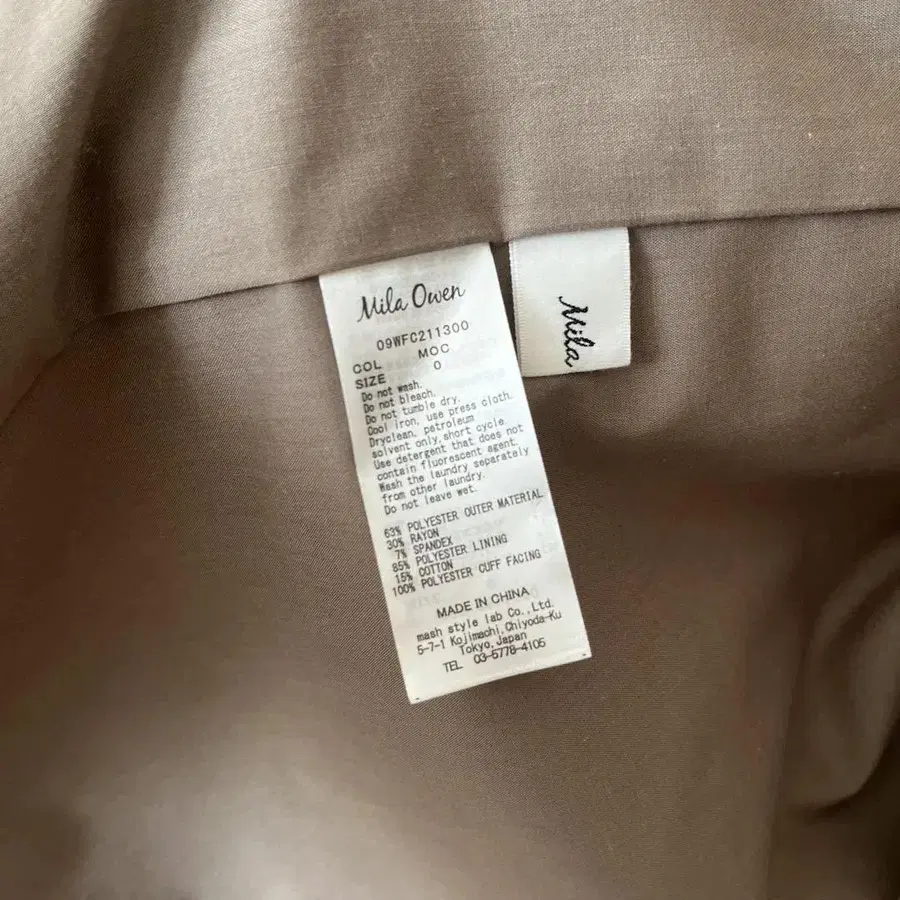 Mila Owen
09WFC211300
COL MOC
SIZE 0
Do not wash.
Do not bleach.
Do not tumble dry.
Cool iron, use press cloth.
Dryclean, petroleum
solvent only, short cycle.
Use detergent that does not
contain fluorescent agent.
Wash the laundry separately
from other laundry.
Do not leave wet.
63% POLYESTER OUTER MATERIAL
30% RAYON
7% SPANDEX
85% POLYESTER LINING
15% COTTON
100% POLYESTER CUFF FACING
MADE IN CHINA
mash style lab Co.,Ltd.
5-7-1 Kojimachi,Chiyoda-Ku
Tokyo,Japan
TEL 03-5778-4105
Mila